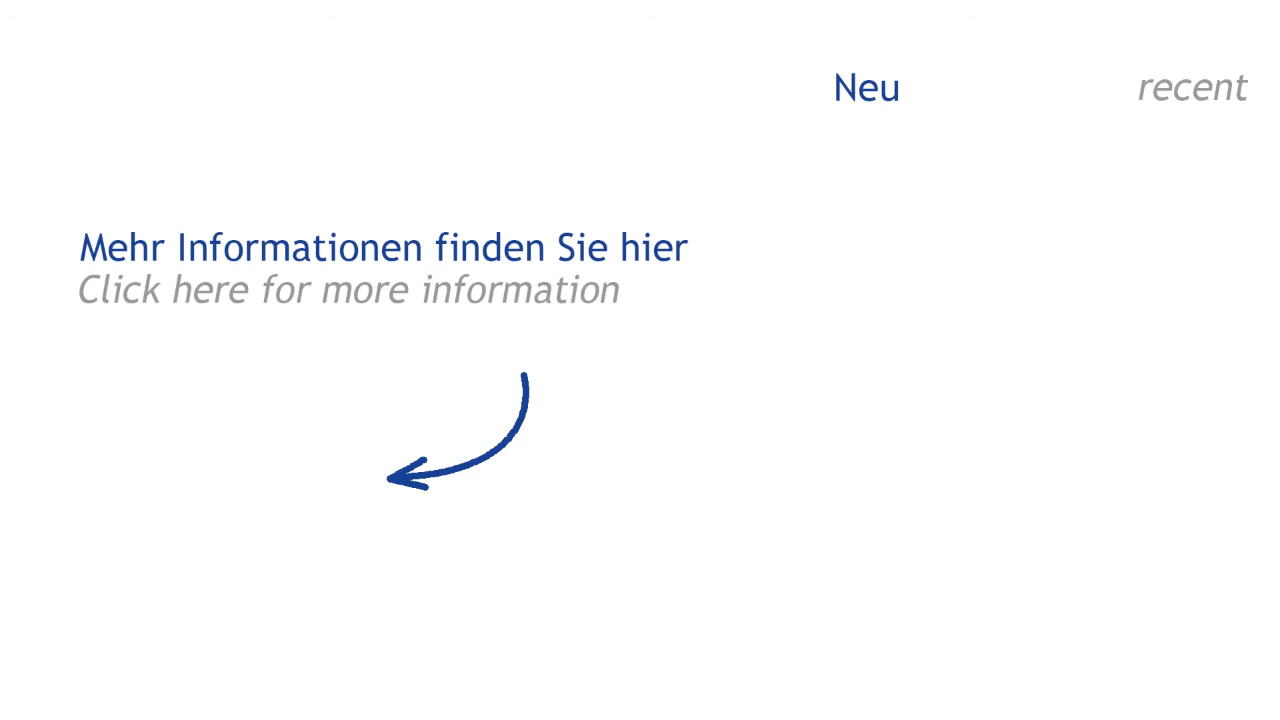 Neu recent
Mehr Informationen finden Sie hier
Click here for more information